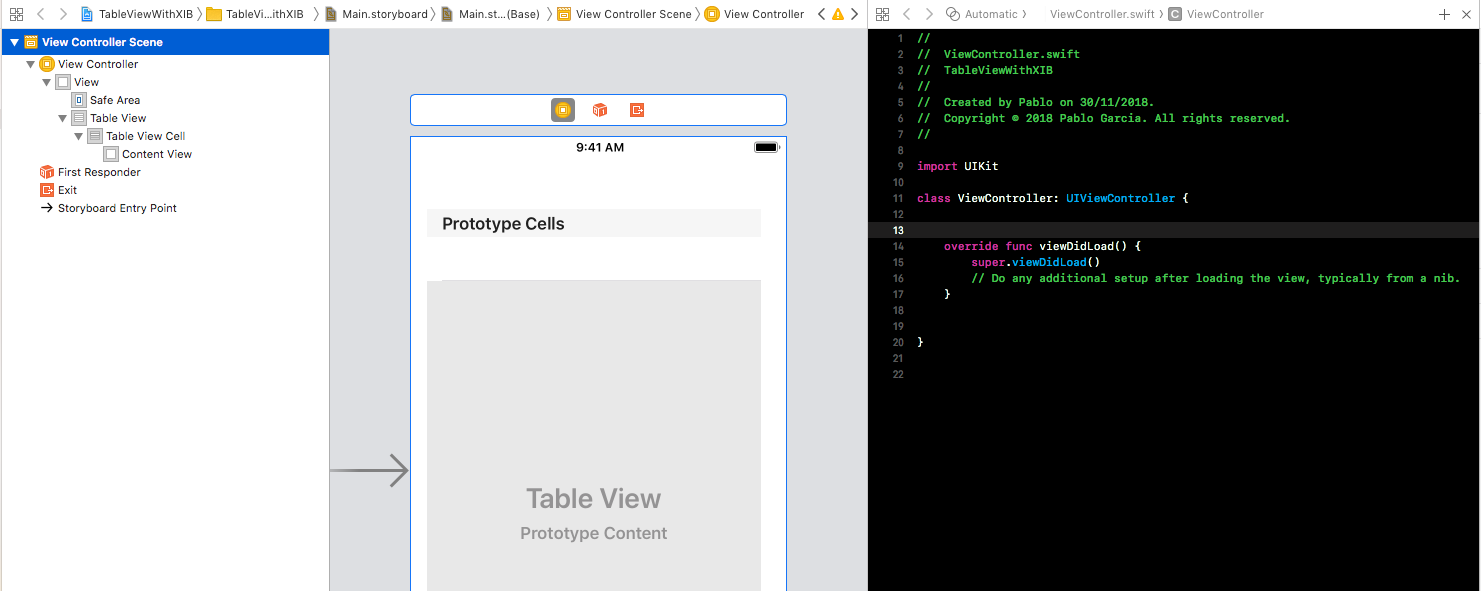 TableViewWithXIB TableVi...ithXIB Main.storyboard Main.st...(Base) View Controller Scene View Controller
Automatic ViewController.swift C ViewController
View Controller Scene
View Controller
View
Safe Area
Table View
Table View Cell
Content View
First Responder
Exit
Storyboard Entry Point
9:41 AM
Prototype Cells
Table View
Prototype Content
1 //
2 // ViewController.swift
3 // TableViewWithXIB
4 //
5 // Created by Pablo on 30/11/2018.
6 // Copyright © 2018 Pablo Garcia. All rights reserved.
7 //
8
9 import UIKit
10
11 class ViewController: UIViewController {
12
13
14 override func viewDidLoad() {
15 super.viewDidLoad()
16 // Do any additional setup after loading the view, typically from a nib.
17 }
18
19
20 }
21
22